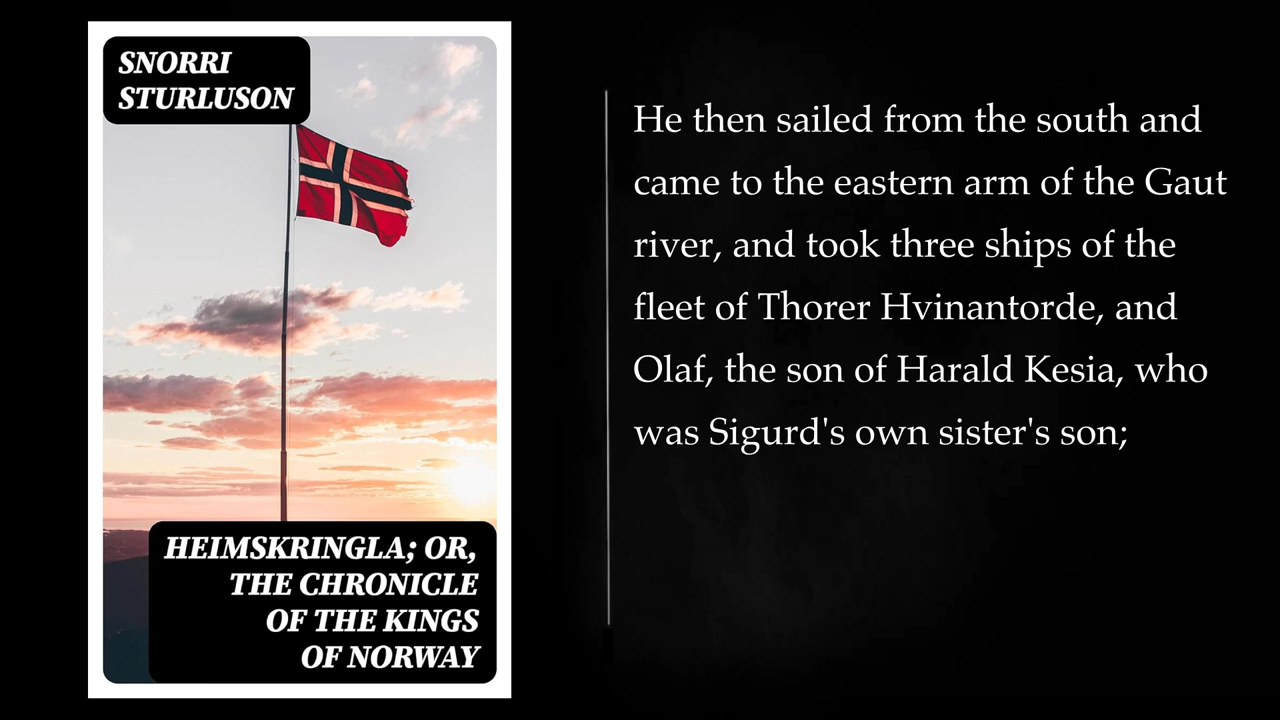 SNORRI
STURLUSON
HEIMSKRINGLA; OR,
THE CHRONICLE
OF THE KINGS
OF NORWAY
He then sailed from the south and
came to the eastern arm of the Gaut
river, and took three ships of the
fleet of Thorer Hvinantorde, and
Olaf, the son of Harald Kesia, who
was Sigurd's own sister's son;